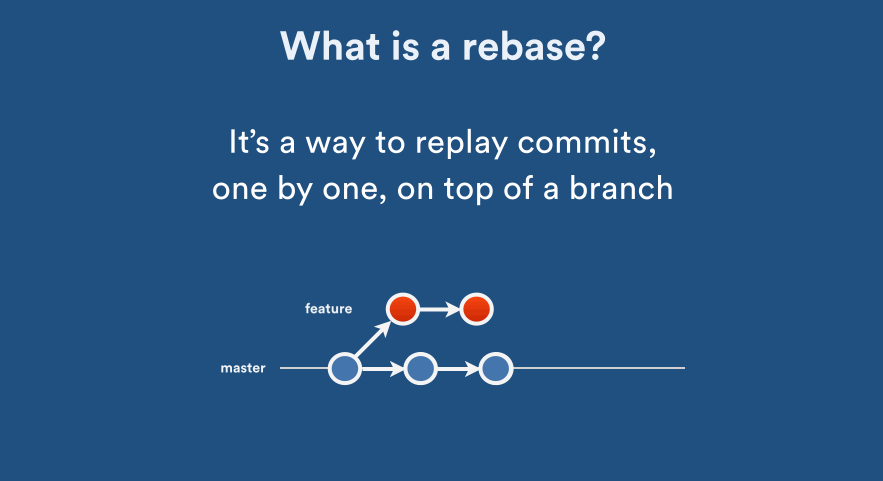 What is a rebase?
It’s a way to replay commits,
one by one, on top of a branch
feature
master